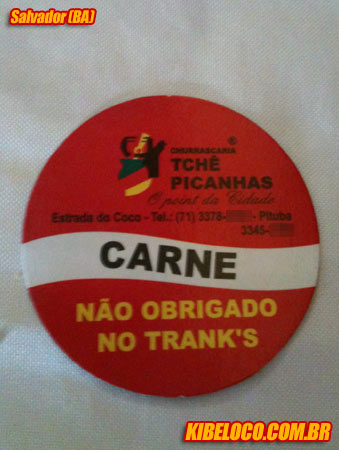 Salvador (BA)
CHURRASCARIA ®
TCHÊ
PICANHAS
O point da Cidade
Estrada do Coco - Tel.: (71) 3378- - Pituba
3345-
CARNE
NÃO OBRIGADO
NO TRANK'S
KIBELOCO.COM.BR